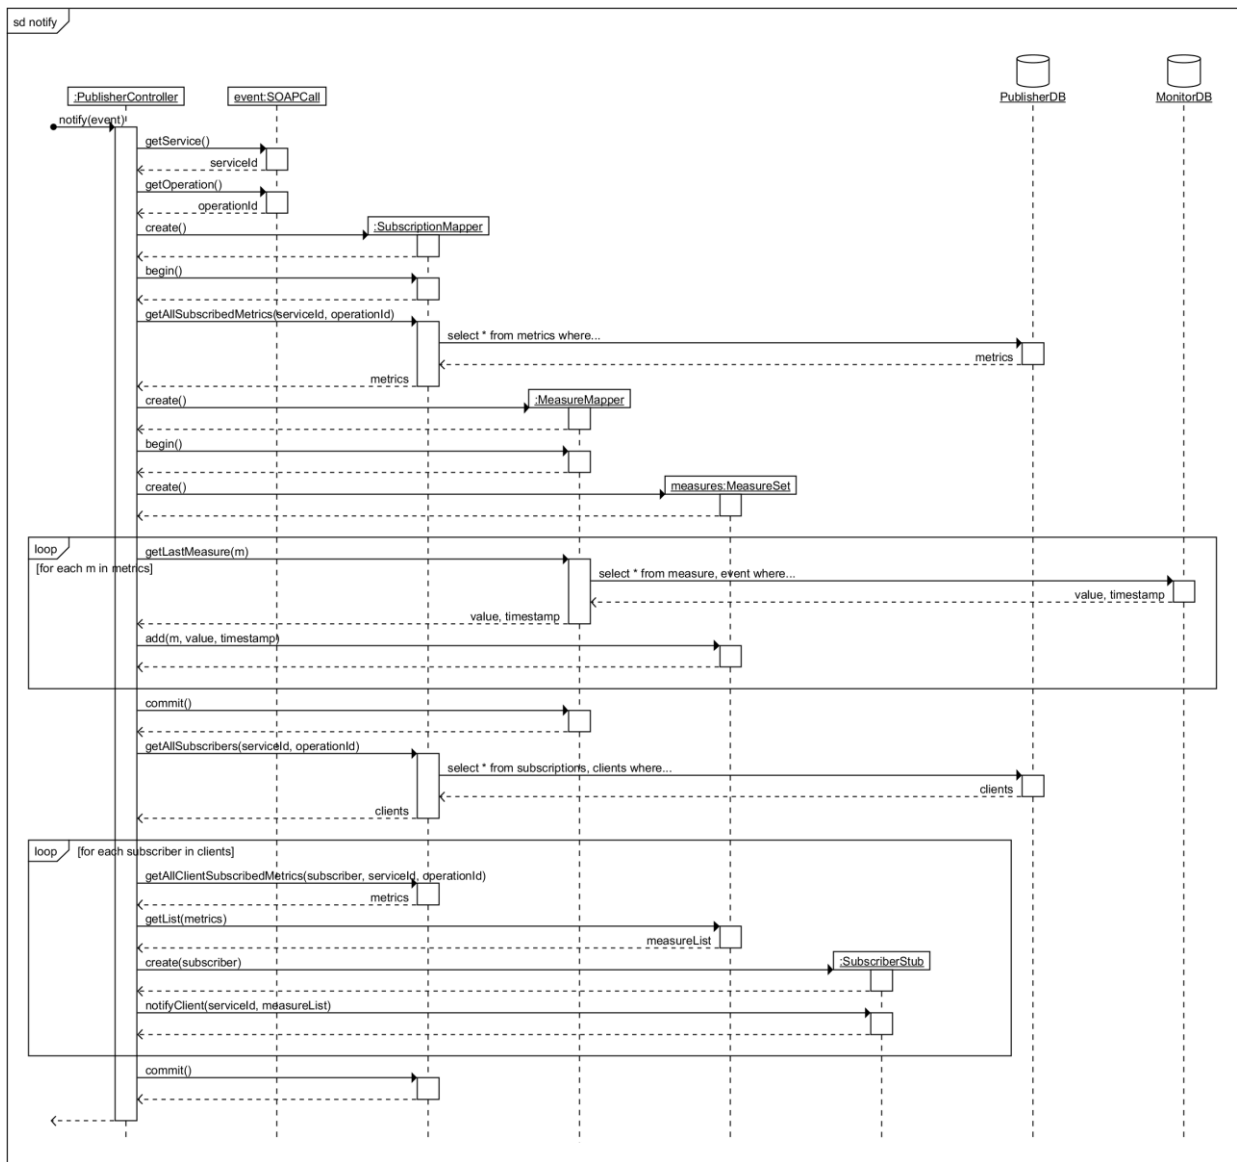 sd notify
:PublisherController
event:SOAPCall
PublisherDB
MonitorDB
notify(event)
getService()
serviceId
getOperation()
operationId
create()
:SubscriptionMapper
begin()
getAllSubscribedMetrics(serviceId, operationId)
select * from metrics where...
metrics
metrics
create()
:MeasureMapper
begin()
create()
measures:MeasureSet
loop
[for each m in metrics]
getLastMeasure(m)
select * from measure, event where...
value, timestamp
value, timestamp
add(m, value, timestamp)
commit()
getAllSubscribers(serviceId, operationId)
select * from subscriptions, clients where...
clients
clients
loop
[for each subscriber in clients]
getAllClientSubscribedMetrics(subscriber, serviceId, operationId)
metrics
getList(metrics)
measureList
create(subscriber)
:SubscriberStub
notifyClient(serviceId, measureList)
commit()